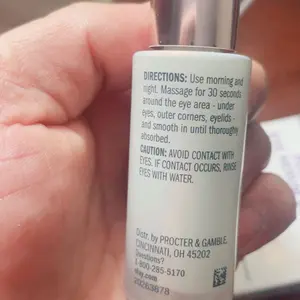 DIRECTIONS: Use morning and
night. Massage for 30 seconds
around the eye area - under
eyes, outer corners, eyelids -
and smooth in until thoroughly
absorbed.
CAUTION: AVOID CONTACT WITH
EYES. IF CONTACT OCCURS, RINSE
EYES WITH WATER.
Distr. by PROCTER & GAMBLE,
CINCINNATI, OH 45202
Questions?
1-800-285-5170